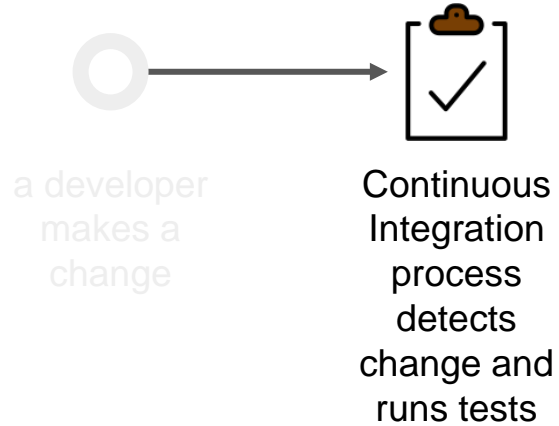 a developer
makes a
change
Continuous
Integration
process
detects
change and
runs tests